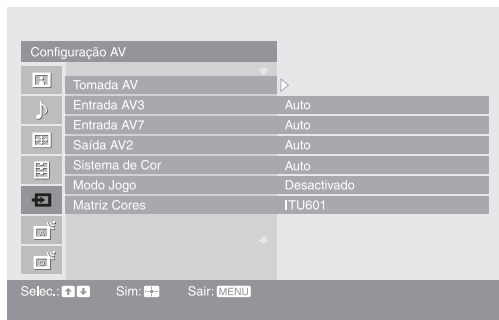 Configuração AV
Tomada AV
Entrada AV3 Auto
Entrada AV7 Auto
Saída AV2 Auto
Sistema de Cor Auto
Modo Jogo Desactivado
Matriz Cores ITU601
Selec.: Sim: Sair: MENU